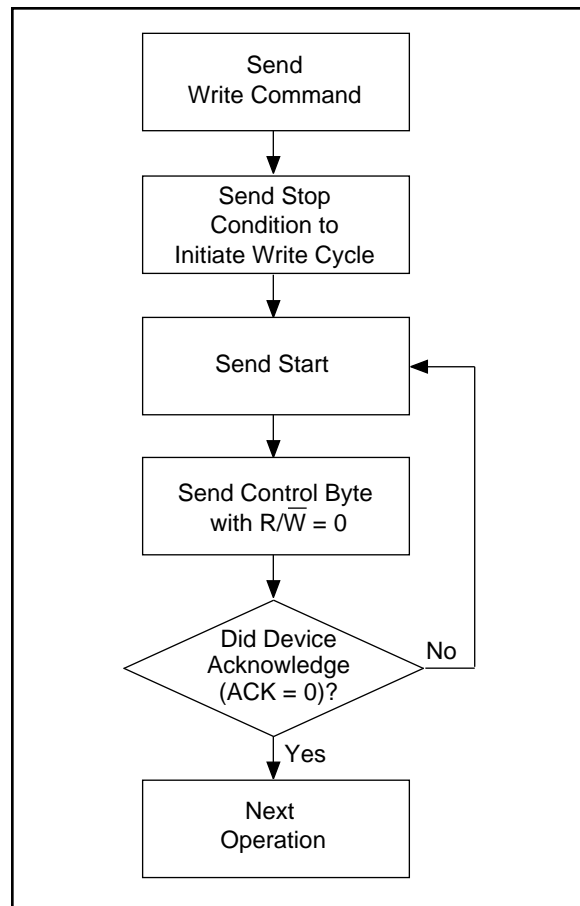 Send
Write Command
Send Stop
Condition to
Initiate Write Cycle
Send Start
Send Control Byte
with R/W̅ = 0
Did Device
Acknowledge
(ACK = 0)?
No
Yes
Next
Operation